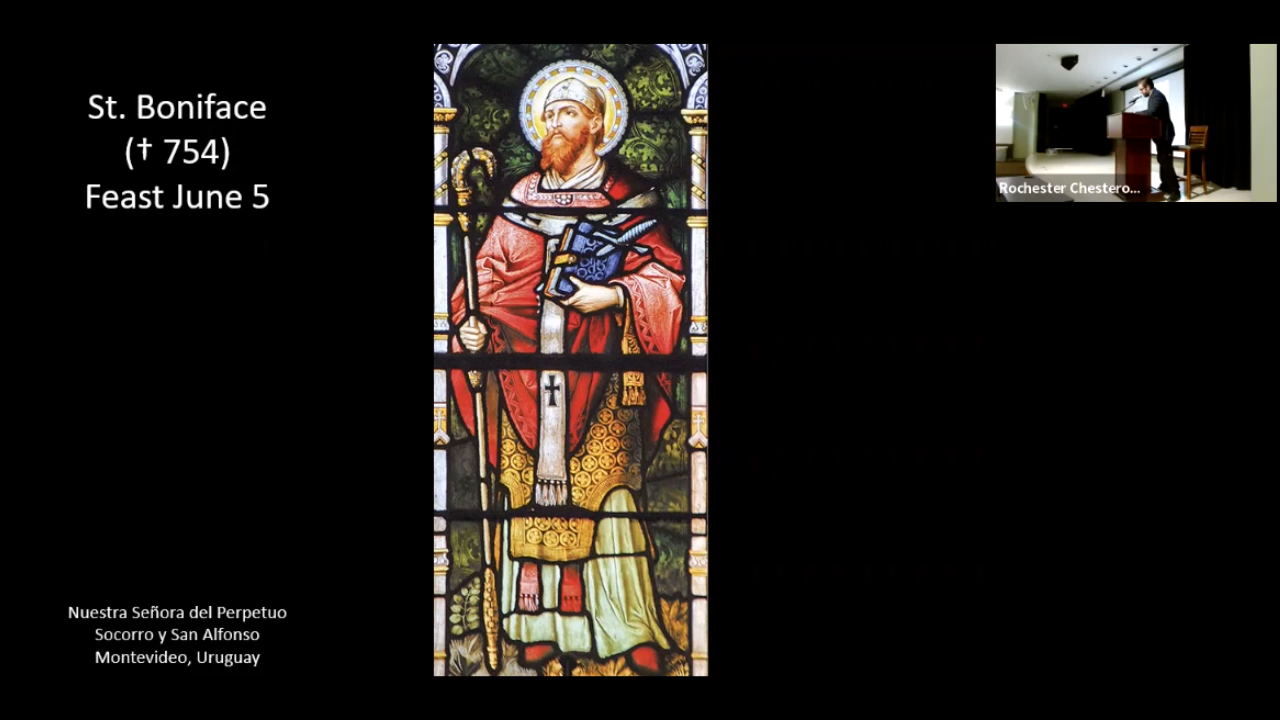 St. Boniface
(† 754)
Feast June 5
Rochester Chestero...
Nuestra Señora del Perpetuo
Socorro y San Alfonso
Montevideo, Uruguay